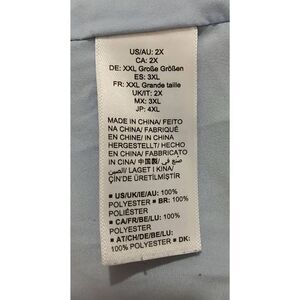 US/AU: 2X
CA: 2X
DE: XXL Große Größen
ES: 3XL
FR: XXL Grande taille
UK/IT: 2X
MX: 3XL
JP: 4XL
MADE IN CHINA/ FEITO
NA CHINA/ FABRIQUÉ
EN CHINE/ IN CHINA
HERGESTELLT/ HECHO
EN CHINA/ FABBRICATO
IN CINA/ 中国製/ صنع في
الصين/ LAGET I KINA/
ÇİN'DE ÜRETİLMİŞTİR
■ US/UK/IE/AU: 100%
POLYESTER ■ BR: 100%
POLIÉSTER
■ CA/FR/BE/LU: 100%
POLYESTER
■ AT/CH/DE/BE/LU:
100% POLYESTER ■ DK: